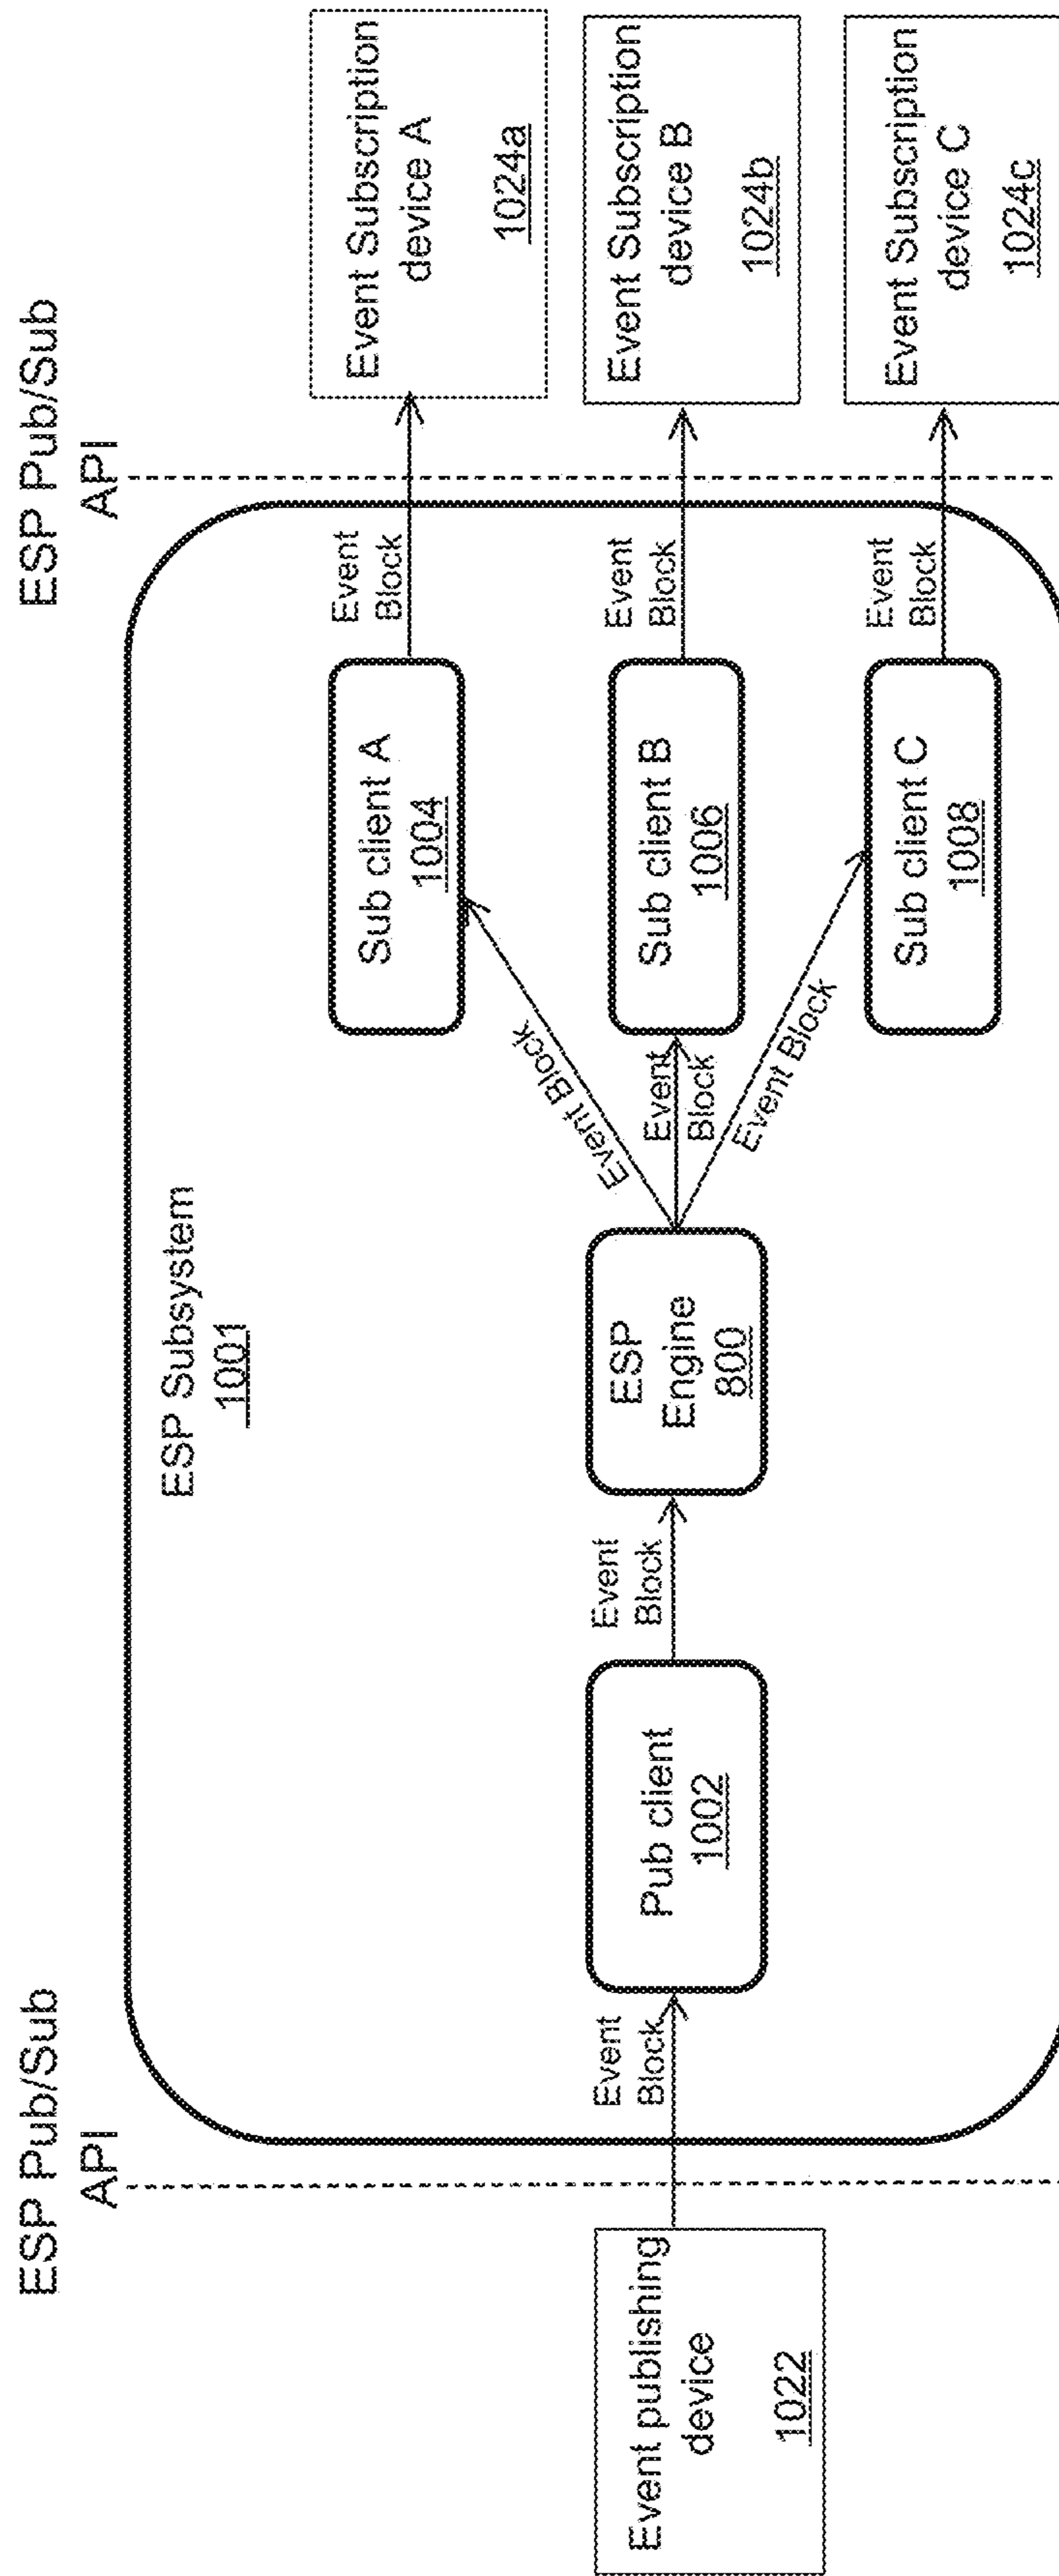 ESP Pub/Sub
API
ESP Pub/Sub
API
ESP Subsystem
1001
Event publishing
device
1022
Event
Block
Pub client
1002
Event
Block
ESP
Engine
800
Event Block
Event
Block
Event Block
Sub client A
1004
Sub client B
1006
Sub client C
1008
Event
Block
Event
Block
Event
Block
Event Subscription
device A
1024a
Event Subscription
device B
1024b
Event Subscription
device C
1024c